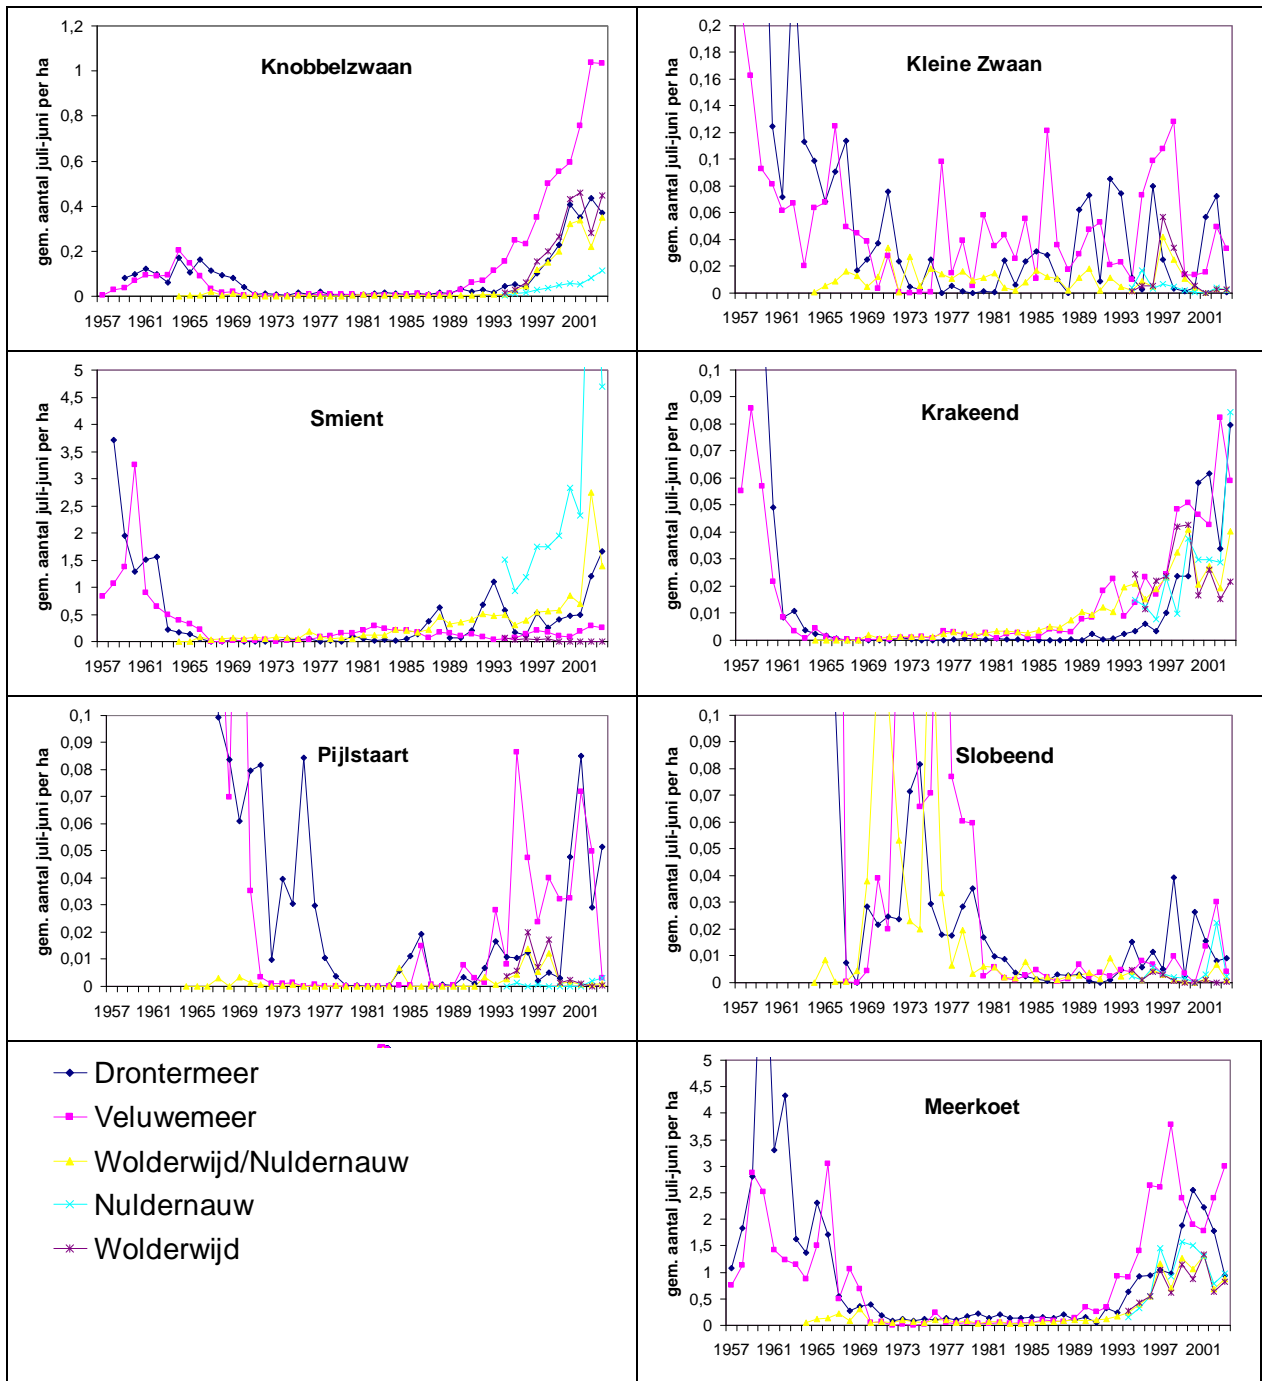 Knobbelzwaan
gem. aantal juli-juni per ha
1,2
1
0,8
0,6
0,4
0,2
0
1957 1961 1965 1969 1973 1977 1981 1985 1989 1993 1997 2001
Kleine Zwaan
gem. aantal juli-juni per ha
0,2
0,18
0,16
0,14
0,12
0,1
0,08
0,06
0,04
0,02
0
1957 1961 1965 1969 1973 1977 1981 1985 1989 1993 1997 2001
Smient
gem. aantal juli-juni per ha
5
4,5
4
3,5
3
2,5
2
1,5
1
0,5
0
1957 1961 1965 1969 1973 1977 1981 1985 1989 1993 1997 2001
Krakeend
gem. aantal juli-juni per ha
0,1
0,09
0,08
0,07
0,06
0,05
0,04
0,03
0,02
0,01
0
1957 1961 1965 1969 1973 1977 1981 1985 1989 1993 1997 2001
Pijlstaart
gem. aantal juli-juni per ha
0,1
0,09
0,08
0,07
0,06
0,05
0,04
0,03
0,02
0,01
0
1957 1961 1965 1969 1973 1977 1981 1985 1989 1993 1997 2001
Slobeend
gem. aantal juli-juni per ha
0,1
0,09
0,08
0,07
0,06
0,05
0,04
0,03
0,02
0,01
0
1957 1961 1965 1969 1973 1977 1981 1985 1989 1993 1997 2001
Drontermeer
Veluwemeer
Wolderwijd/Nuldernauw
Nuldernauw
Wolderwijd
Meerkoet
gem. aantal juli-juni per ha
5
4,5
4
3,5
3
2,5
2
1,5
1
0,5
0
1957 1961 1965 1969 1973 1977 1981 1985 1989 1993 1997 2001